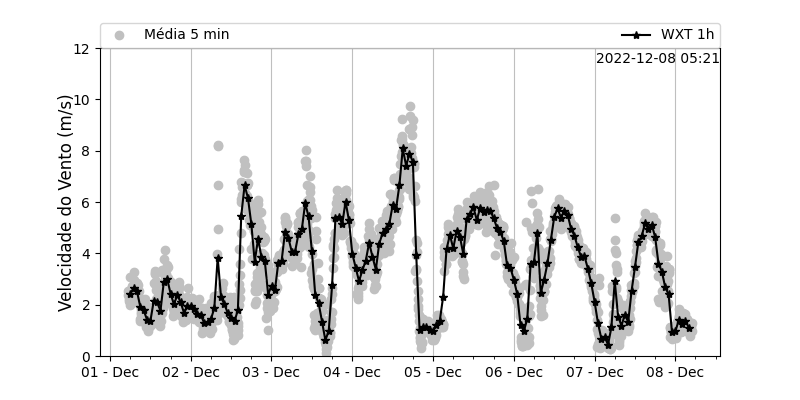 Média 5 min
WXT 1h
2022-12-08 05:21
Velocidade do Vento (m/s)
12
10
8
6
4
2
0
01 - Dec
02 - Dec
03 - Dec
04 - Dec
05 - Dec
06 - Dec
07 - Dec
08 - Dec